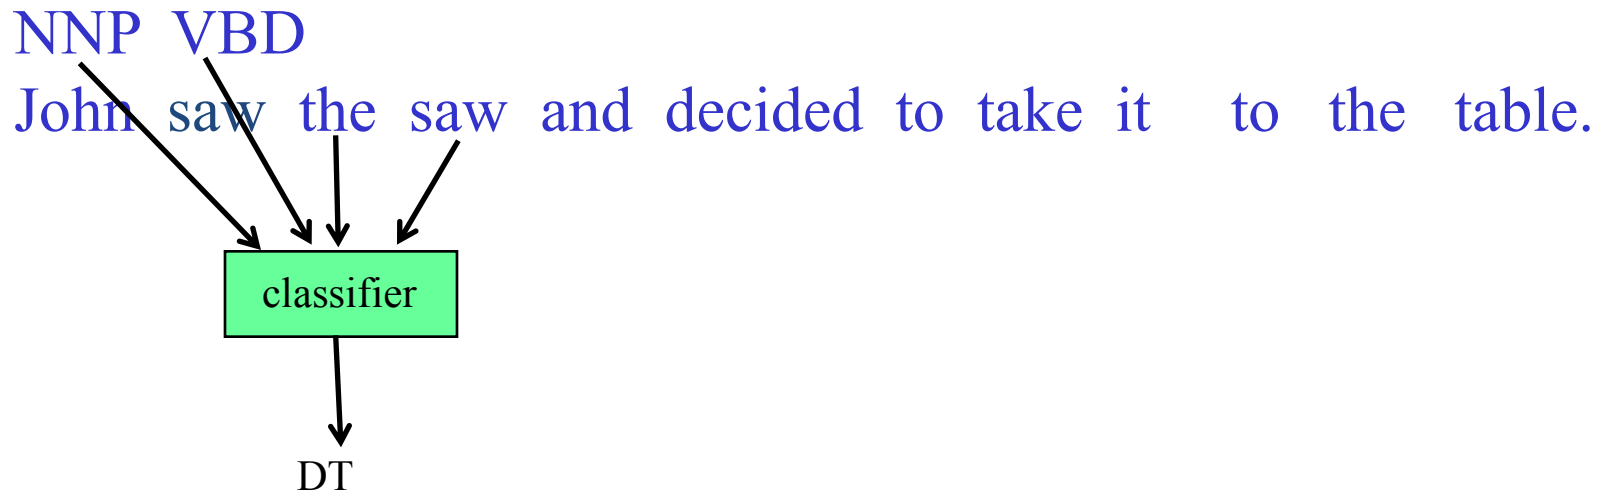 NNP VBD
John saw the saw and decided to take it to the table.
classifier
DT